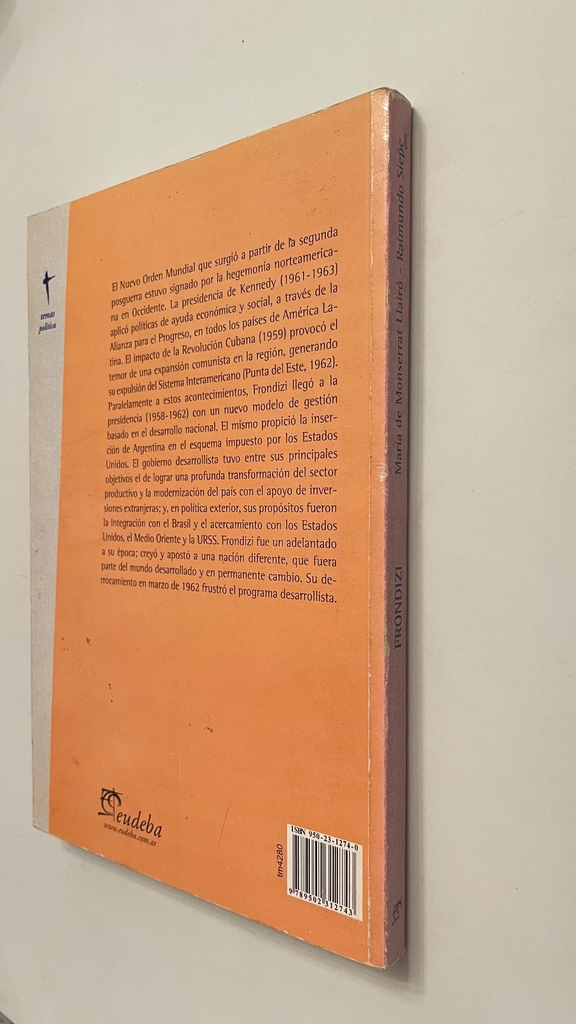 temas
política
El Nuevo Orden Mundial que surgió a partir de la segunda
posguerra estuvo signado por la hegemonía norteamerica-
na en Occidente. La presidencia de Kennedy (1961-1963)
aplicó políticas de ayuda económica y social, a través de la
Alianza para el Progreso, en todos los países de América La-
tina. El impacto de la Revolución Cubana (1959) provocó el
temor de una expansión comunista en la región, generando
su expulsión del Sistema Interamericano (Punta del Este, 1962).
Paralelamente a estos acontecimientos, Frondizi llegó a la
presidencia (1958-1962) con un nuevo modelo de gestión
basado en el desarrollo nacional. El mismo propició la inser-
ción de Argentina en el esquema impuesto por los Estados
Unidos. El gobierno desarrollista tuvo entre sus principales
objetivos el de lograr una profunda transformación del sector
productivo y la modernización del país con el apoyo de inver-
siones extranjeras; y, en política exterior, sus propósitos fueron
la integración con el Brasil y el acercamiento con los Estados
Unidos, el Medio Oriente y la URSS. Frondizi fue un adelantado
a su época; creyó y apostó a una nación diferente, que fuera
parte del mundo desarrollado y en permanente cambio. Su de-
rrocamiento en marzo de 1962 frustró el programa desarrollista.
eudeba
www.eudeba.com.ar
tm4280
ISBN 950-23-1274-0
9 789502 312743
FRONDIZI
María de Monserrat Llairó - Raimundo Siepe